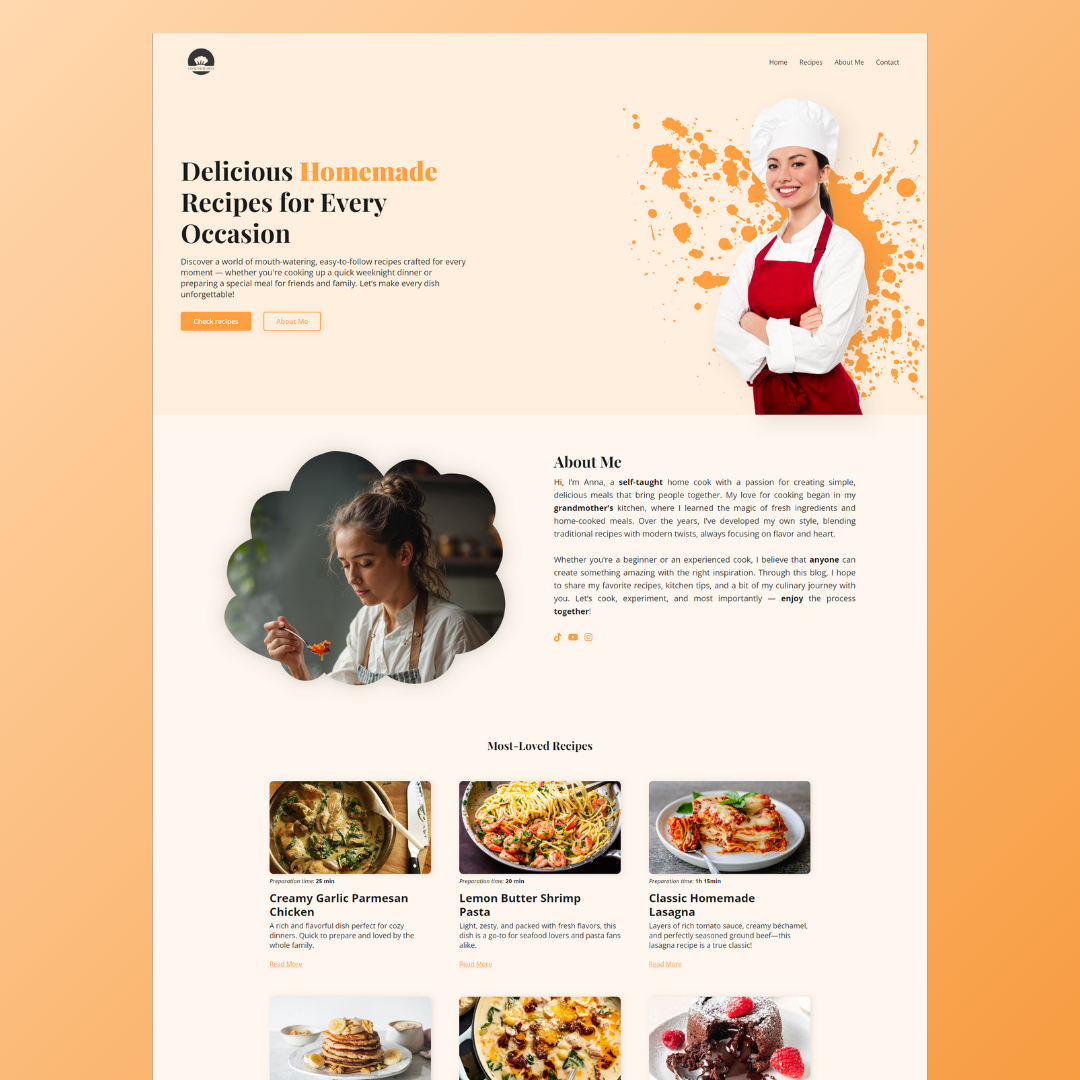 Home Recipes About Me Contact
Delicious Homemade
Recipes for Every
Occasion
Discover a world of mouth-watering, easy-to-follow recipes crafted for every
moment — whether you're cooking up a quick weeknight dinner or
preparing a special meal for friends and family. Let's make every dish
unforgettable!
Check recipes
About Me
About Me
Hi, I'm Anna, a self-taught home cook with a passion for creating simple,
delicious meals that bring people together. My love for cooking began in my
grandmother's kitchen, where I learned the magic of fresh ingredients and
home-cooked meals. Over the years, I've developed my own style, blending
traditional recipes with modern twists, always focusing on flavor and heart.
Whether you're a beginner or an experienced cook, I believe that anyone can
create something amazing with the right inspiration. Through this blog, I hope
to share my favorite recipes, kitchen tips, and a bit of my culinary journey with
you. Let's cook, experiment, and most importantly — enjoy the process
together!
Most-Loved Recipes
Preparation time: 25 min
Creamy Garlic Parmesan
Chicken
A rich and flavorful dish perfect for cozy
dinners. Quick to prepare and loved by the
whole family.
Read More
Preparation time: 20 min
Lemon Butter Shrimp
Pasta
Light, zesty, and packed with fresh flavors, this
dish is a go-to for seafood lovers and pasta fans
alike.
Read More
Preparation time: 1h 15min
Classic Homemade
Lasagna
Layers of rich tomato sauce, creamy béchamel,
and perfectly seasoned ground beef—this
lasagna recipe is a true classic!
Read More